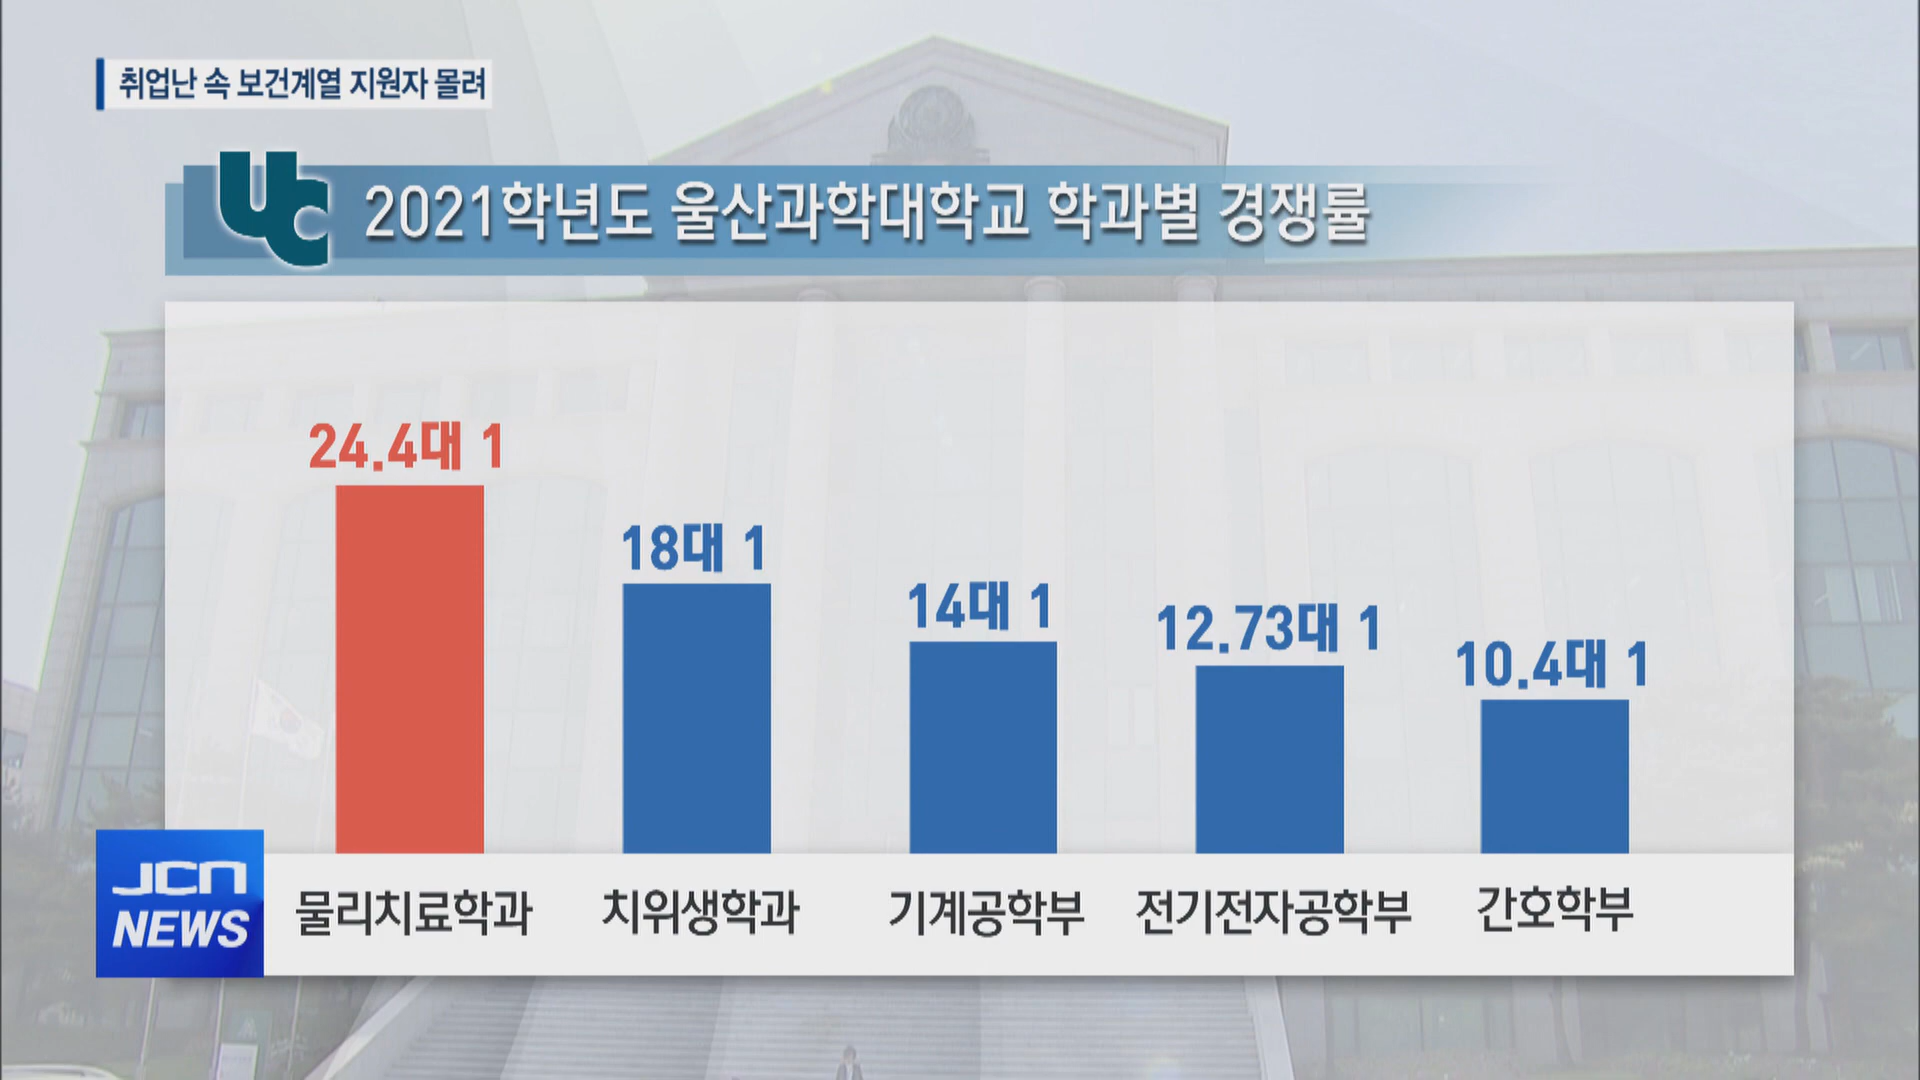 취업난 속 보건계열 지원자 몰려
UC 2021학년도 울산과학대학교 학과별 경쟁률
24.4대 1
18대 1
14대 1
12.73대 1
10.4대 1
물리치료학과
치위생학과
기계공학부
전기전자공학부
간호학부
JCN
NEWS